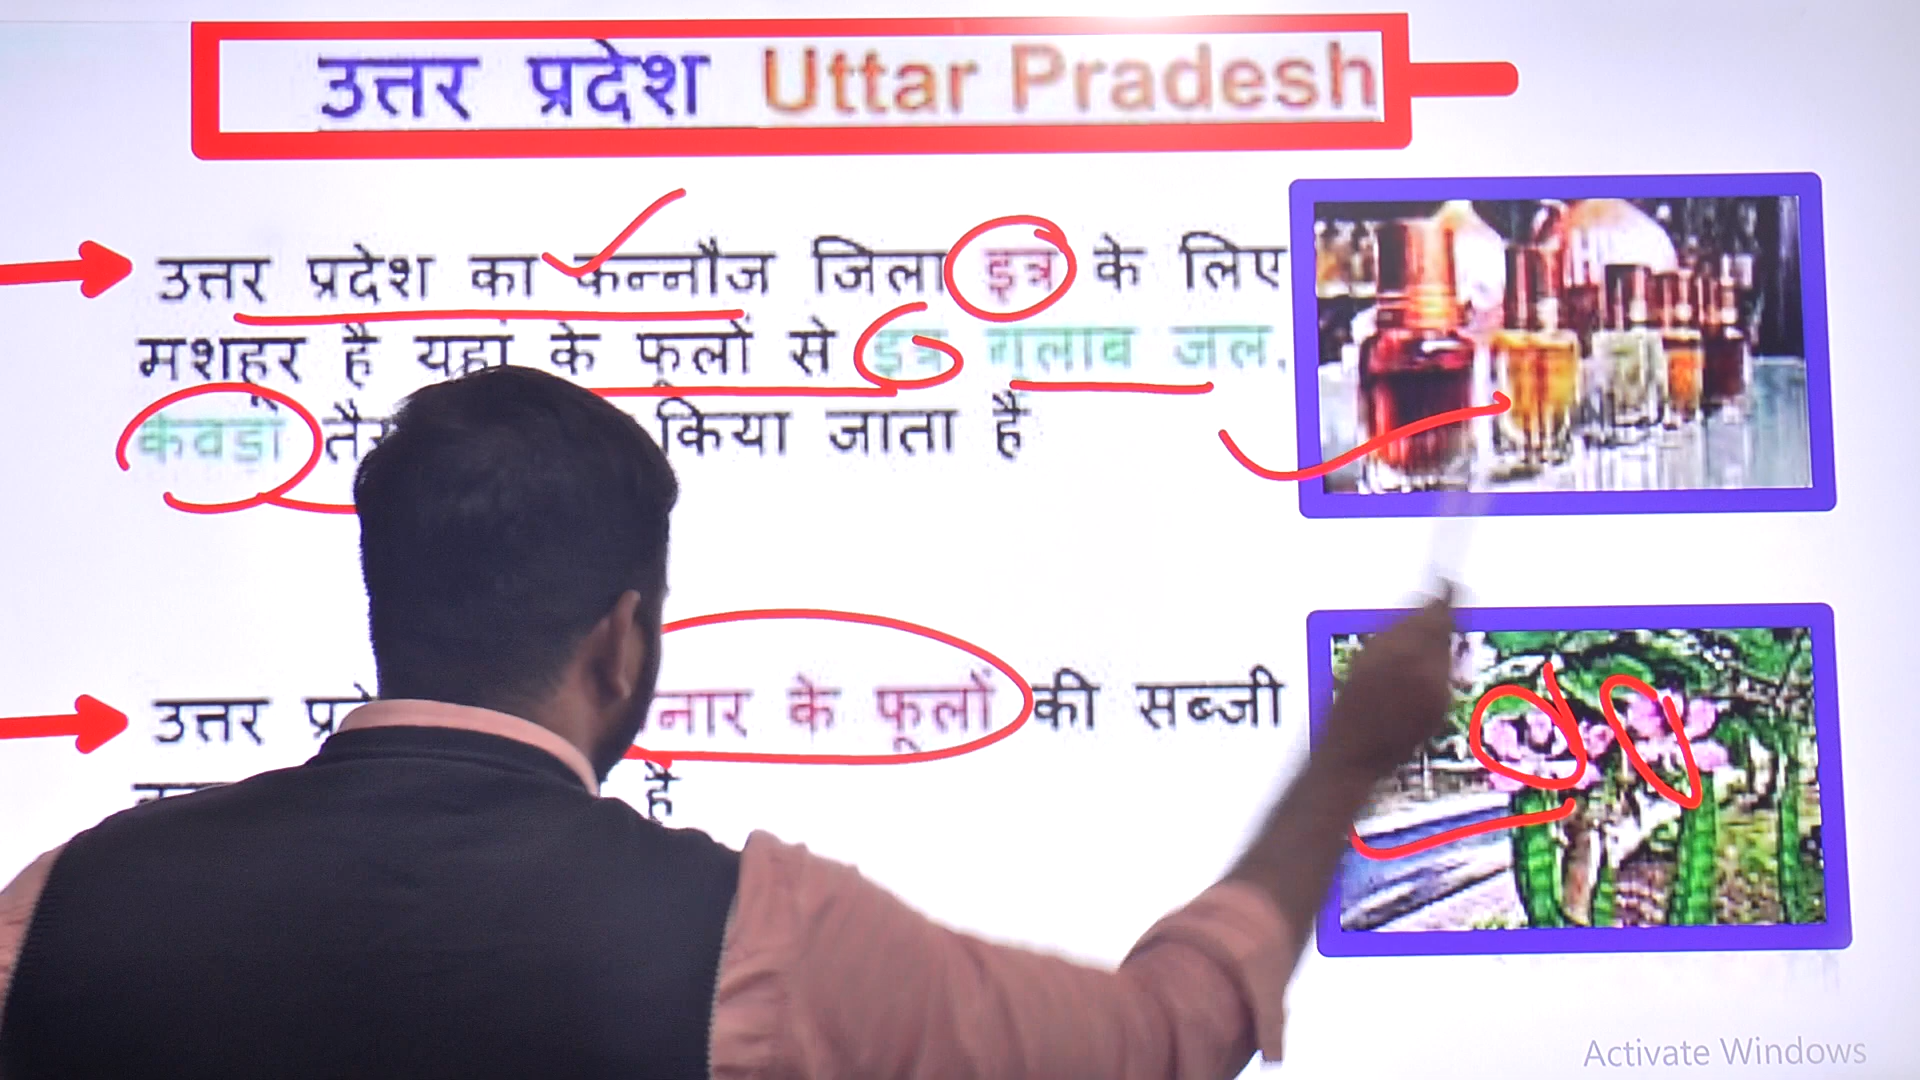 उत्तर प्रदेश Uttar Pradesh
उत्तर प्रदेश का कन्नौज जिला इत्र के लिए
मशहूर है यहां के फूलों से इत्र गुलाब जल,
केवड़ा किया जाता है
उत्तर के फूलों की सब्जी
है
Activate Windows